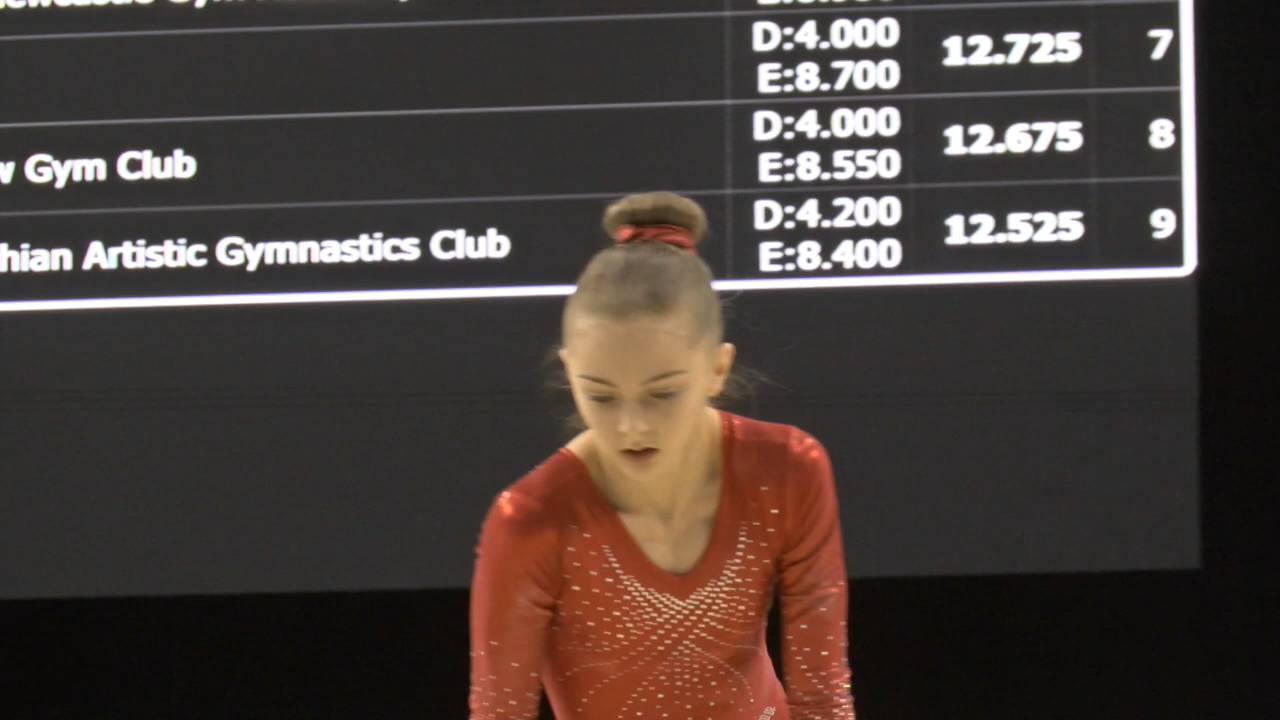 D:4.000
E:8.700
12.725
7
Gym Club
D:4.000
E:8.550
12.675
8
Artistic Gymnastics Club
D:4.200
E:8.400
12.525
9